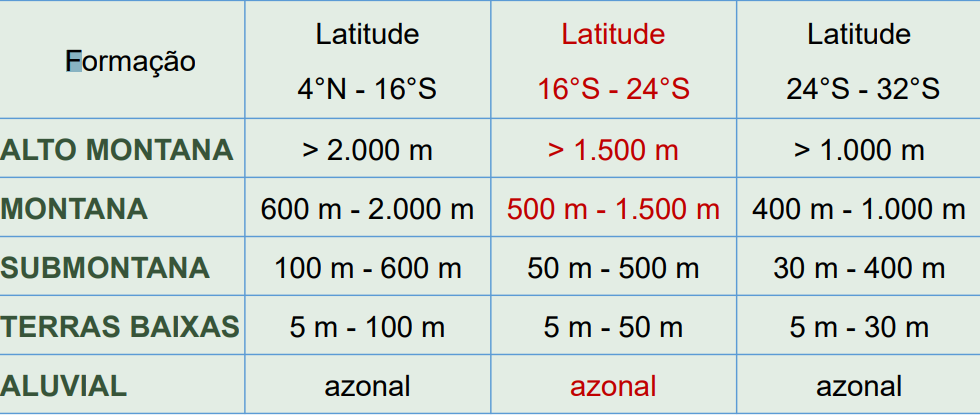 Formação
Latitude
4°N - 16°S
Latitude
16°S - 24°S
Latitude
24°S - 32°S
ALTO MONTANA > 2.000 m > 1.500 m > 1.000 m
MONTANA 600 m - 2.000 m 500 m - 1.500 m 400 m - 1.000 m
SUBMONTANA 100 m - 600 m 50 m - 500 m 30 m - 400 m
TERRAS BAIXAS 5 m - 100 m 5 m - 50 m 5 m - 30 m
ALUVIAL azonal azonal azonal